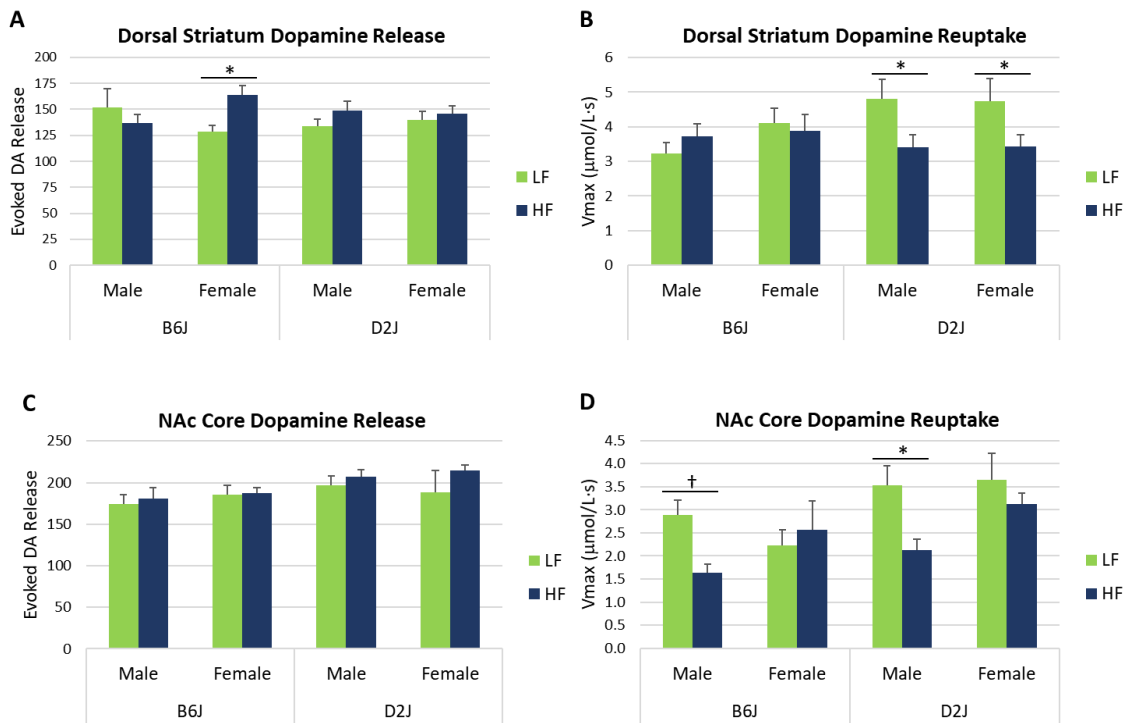 A
Dorsal Striatum Dopamine Release
200
175
150
125
100
75
50
25
0
Evoked DA Release
*
LF
HF
Male Female Male Female
B6J D2J
B
Dorsal Striatum Dopamine Reuptake
6
5
4
3
2
1
0
Vmax (μmol/L·s)
* *
LF
HF
Male Female Male Female
B6J D2J
C
NAc Core Dopamine Release
250
200
150
100
50
0
Evoked DA Release
LF
HF
Male Female Male Female
B6J D2J
D
NAc Core Dopamine Reuptake
4.5
4.0
3.5
3.0
2.5
2.0
1.5
1.0
0.5
0.0
Vmax (μmol/L·s)
† *
LF
HF
Male Female Male Female
B6J D2J